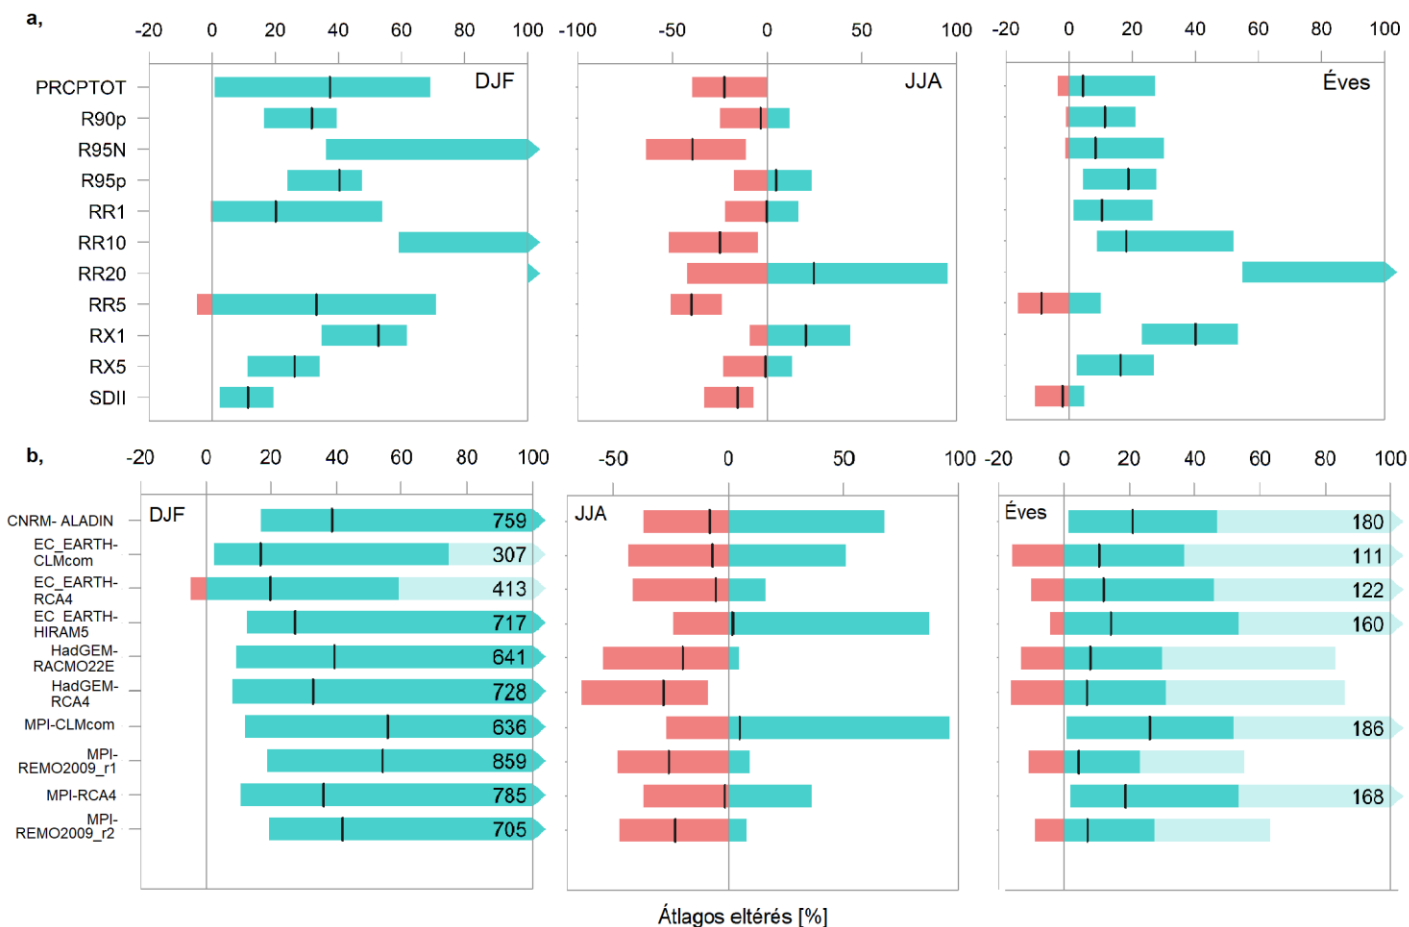 a,
-20 0 20 40 60 80 100
-100 -50 0 50 100
-20 0 20 40 60 80 100
DJF
JJA
Éves
PRCPTOT
R90p
R95N
R95p
RR1
RR10
RR20
RR5
RX1
RX5
SDII
b,
-20 0 20 40 60 80 100
-50 0 50 100
-20 0 20 40 60 80 100
DJF
JJA
Éves
CNRM- ALADIN
759
180
EC_EARTH-
CLMcom
307
111
EC_EARTH-
RCA4
413
122
EC_EARTH-
HIRAM5
717
160
HadGEM-
RACMO22E
641
HadGEM-
RCA4
728
MPI-CLMcom
636
186
MPI-
REMO2009_r1
859
MPI-RCA4
785
168
MPI-
REMO2009_r2
705
Átlagos eltérés [%]